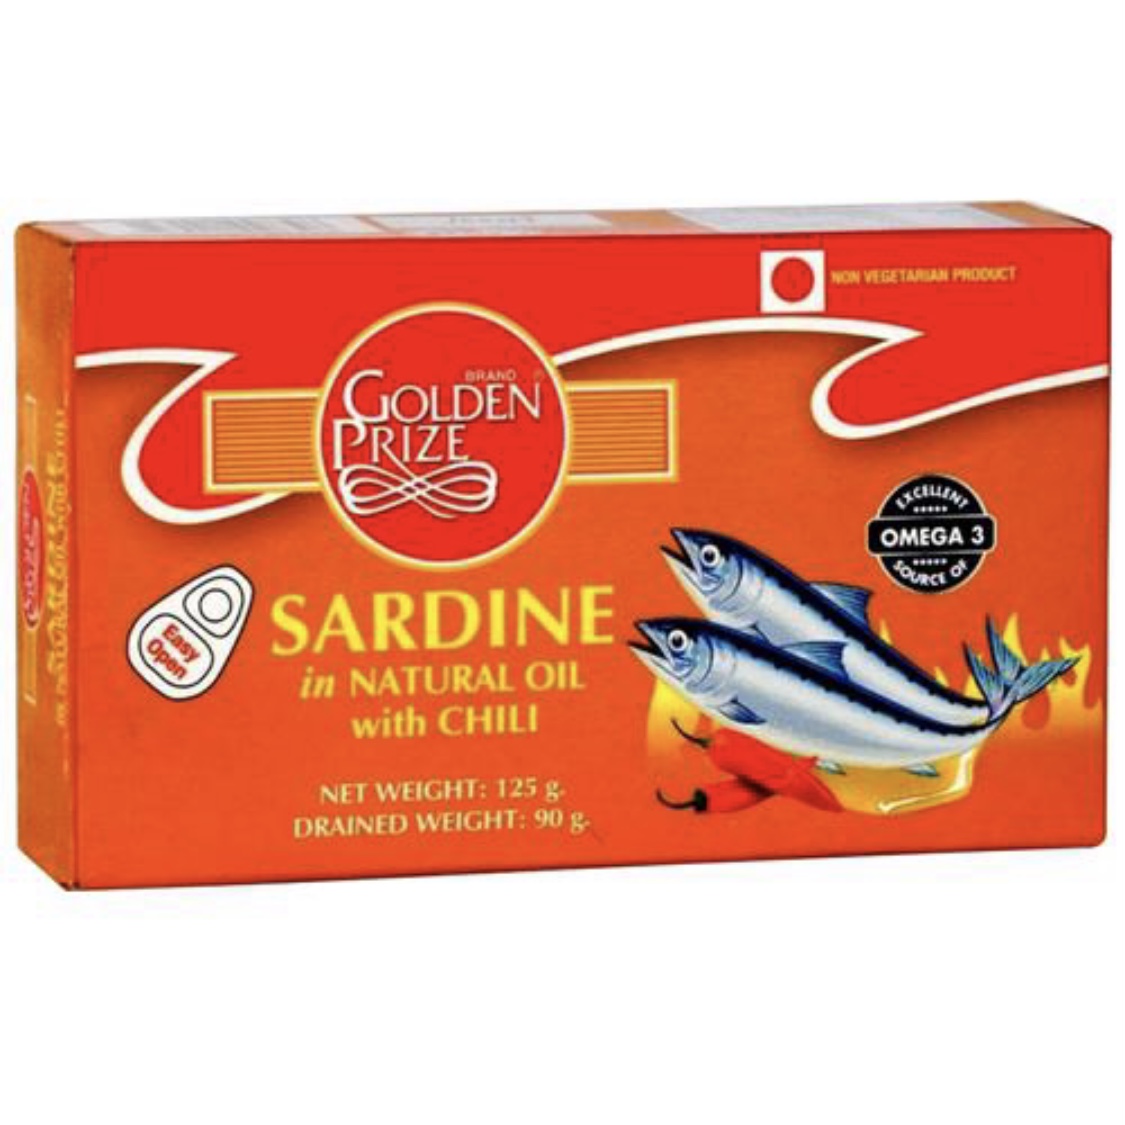 NON VEGETARIAN PRODUCT
BRAND
GOLDEN
PRIZE
EXCELLENT
OMEGA 3
SOURCE OF
Easy
Open
SARDINE
in NATURAL OIL
with CHILI
NET WEIGHT: 125 g.
DRAINED WEIGHT: 90 g.